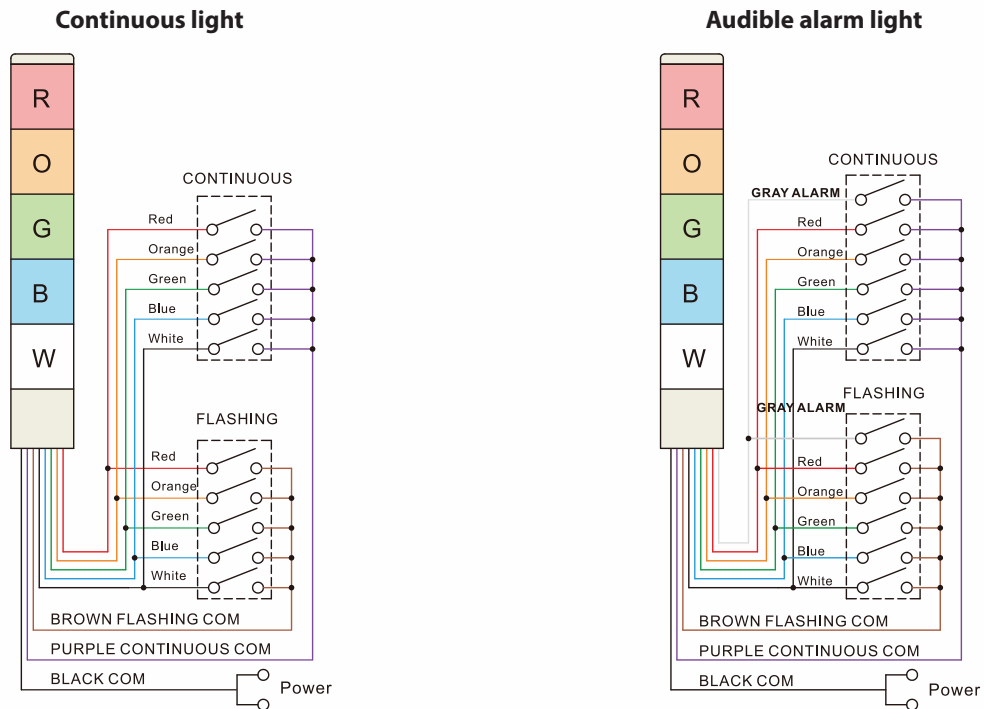 Continuous light
R
O
G
B
W
CONTINUOUS
Red
Orange
Green
Blue
White
FLASHING
Red
Orange
Green
Blue
White
BROWN FLASHING COM
PURPLE CONTINUOUS COM
BLACK COM
Power
Audible alarm light
R
O
G
B
W
CONTINUOUS
GRAY ALARM
Red
Orange
Green
Blue
White
FLASHING
GRAY ALARM
Red
Orange
Green
Blue
White
BROWN FLASHING COM
PURPLE CONTINUOUS COM
BLACK COM
Power